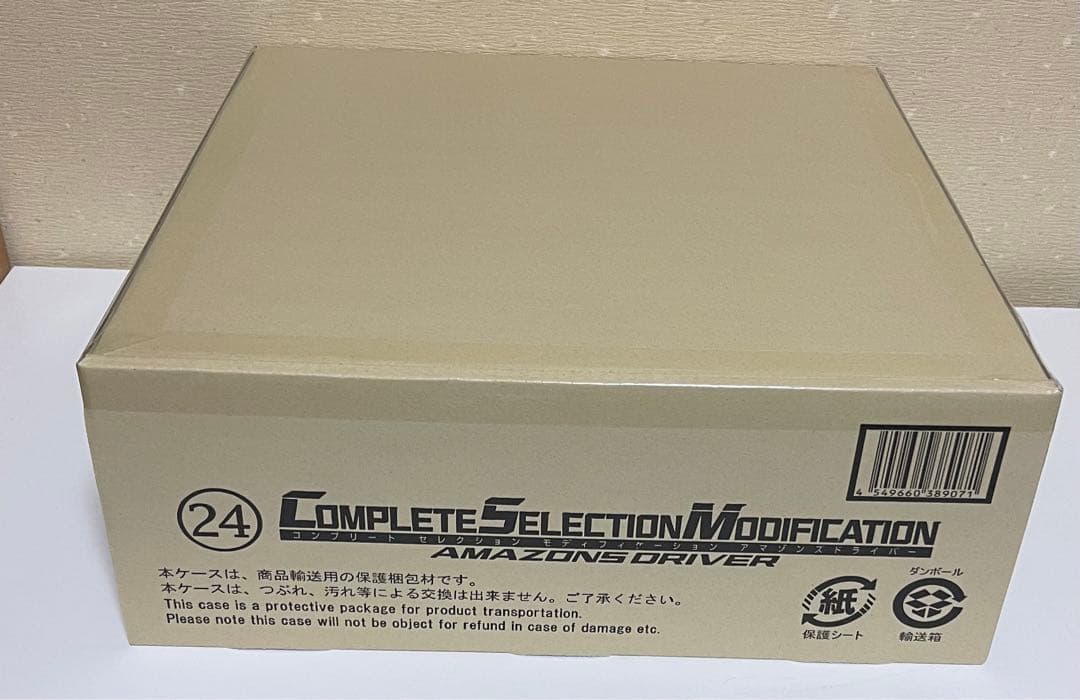 4 549660 389071
24 COMPLETE SELECTION MODIFICATION
コンプリート セレクション モディフィケーション アマゾンズドライバー
AMAZONS DRIVER
本ケースは、商品輸送用の保護梱包材です。
本ケースは、つぶれ、汚れ等による交換は出来ません。ご了承ください。
This case is a protective package for product transportation.
Please note this case will not be object for refund in case of damage etc.
紙
保護シート
ダンボール
輸送箱